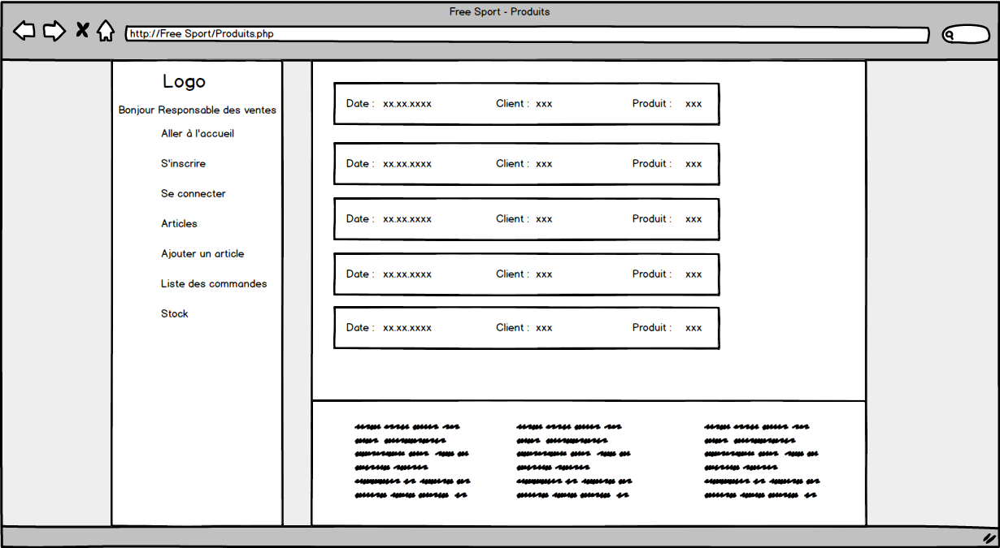 Free Sport - Produits
http://Free Sport/Produits.php
Logo
Bonjour Responsable des ventes
Aller à l'accueil
S'inscrire
Se connecter
Articles
Ajouter un article
Liste des commandes
Stock
Date : xx.xx.xxxx Client : xxx Produit : xxx
Date : xx.xx.xxxx Client : xxx Produit : xxx
Date : xx.xx.xxxx Client : xxx Produit : xxx
Date : xx.xx.xxxx Client : xxx Produit : xxx
Date : xx.xx.xxxx Client : xxx Produit : xxx